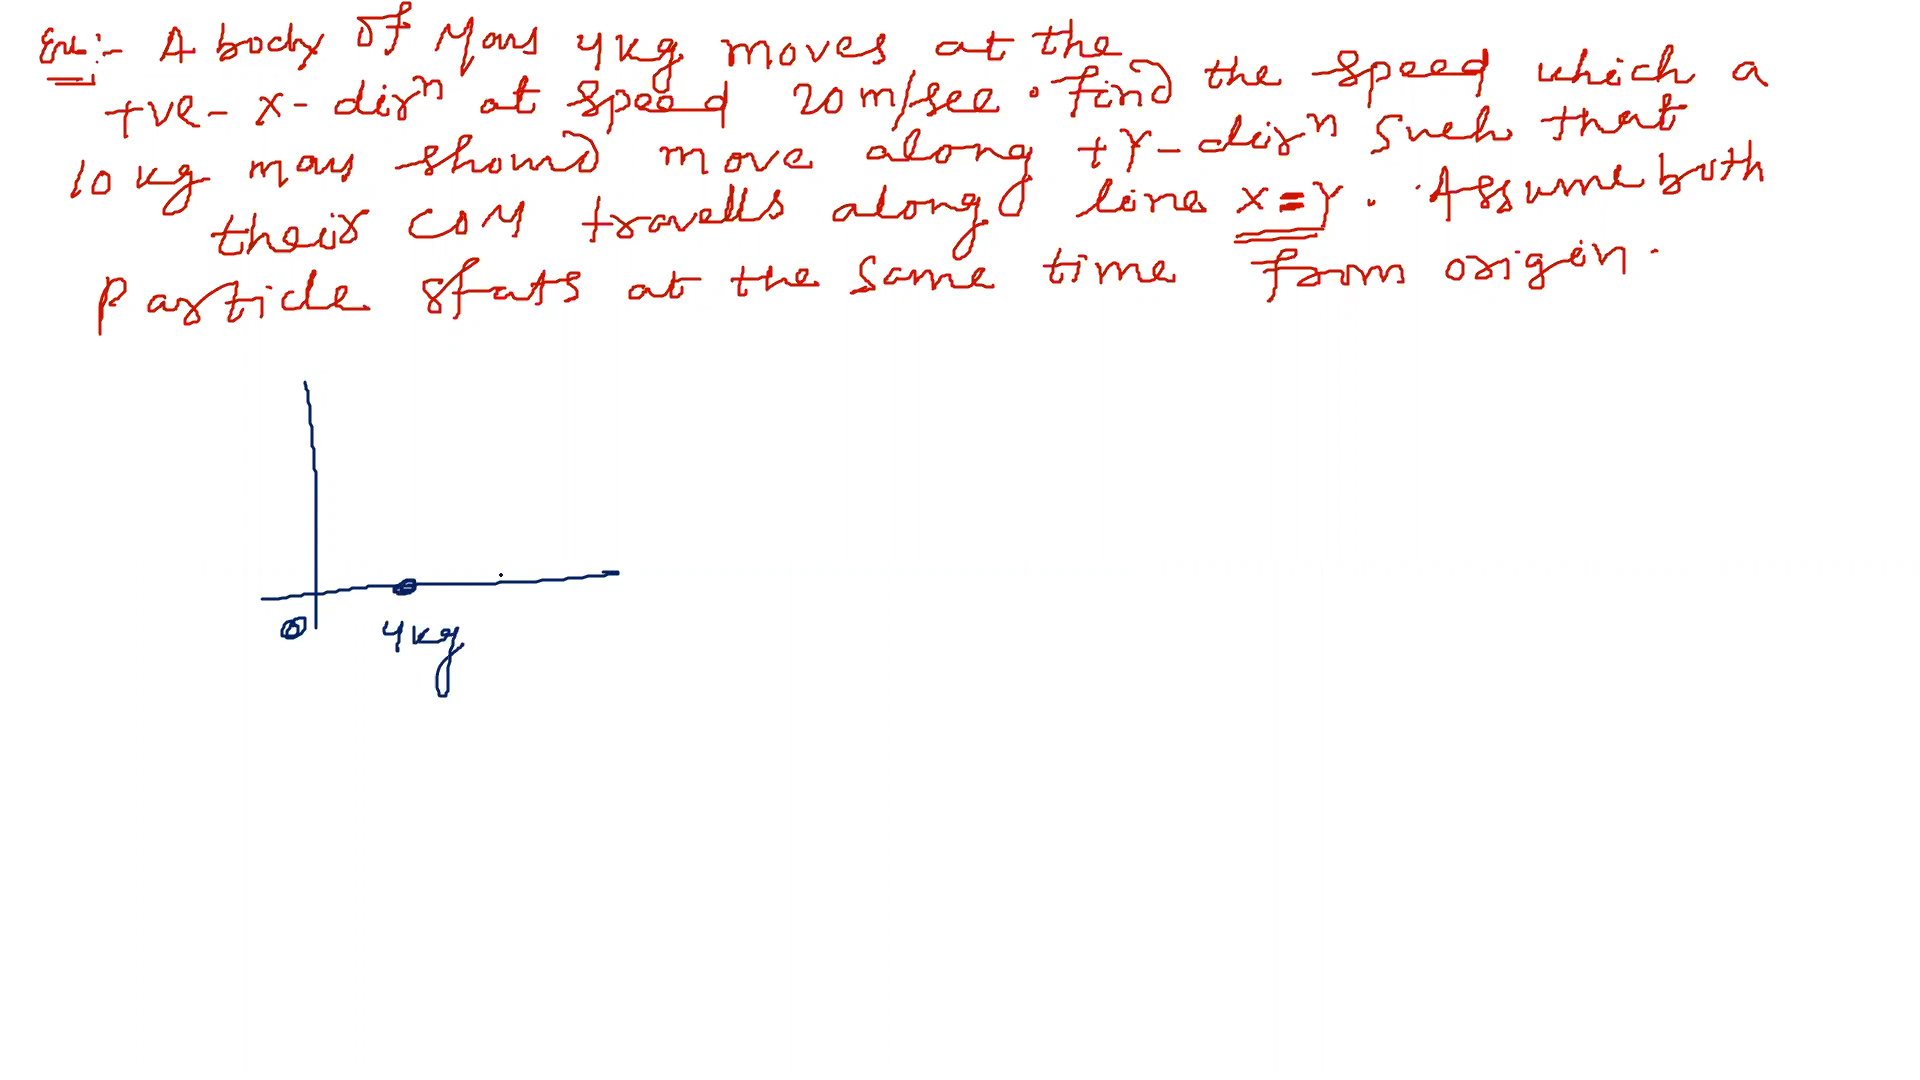 Ex:- A body of Mass 4kg moves at the
+ve- x- dirⁿ at speed 20 m/sec . find the speed which a
10 kg mass should move along +Y- dirⁿ such that
their COM travells along line x=y . Assume both
Particle stats at the same time from origin .
O
4kg